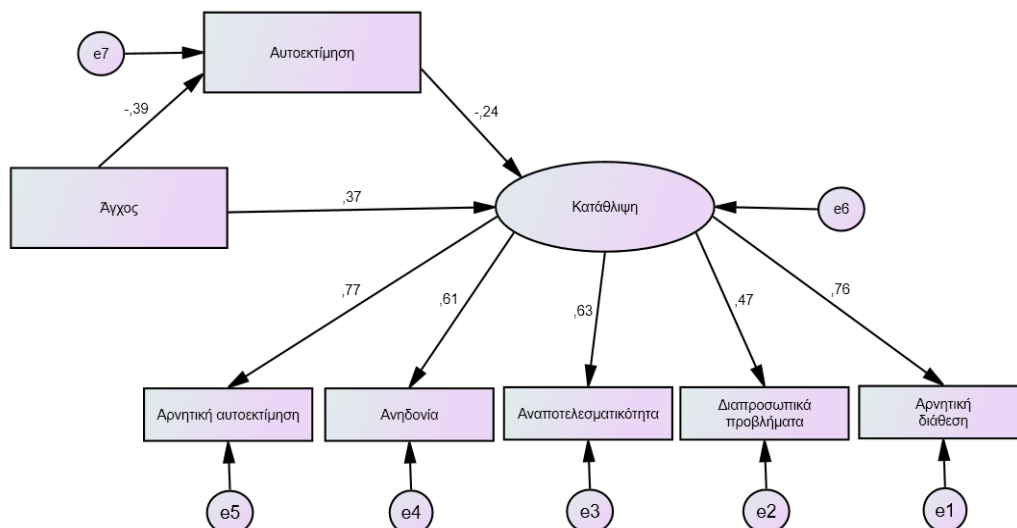 Αυτοεκτίμηση
e7
-,39
-,24
Άγχος
,37
Κατάθλιψη
e6
,77
,61
,63
,47
,76
Αρνητική αυτοεκτίμηση
Ανηδονία
Αναποτελεσματικότητα
Διαπροσωπικά
προβλήματα
Αρνητική
διάθεση
e5
e4
e3
e2
e1